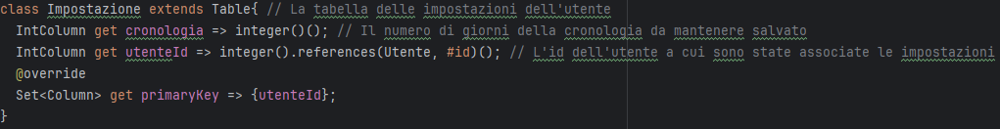 class Impostazione extends Table{ // La tabella delle impostazioni dell'utente
  IntColumn get cronologia => integer()(); // Il numero di giorni della cronologia da mantenere salvato
  IntColumn get utenteId => integer().references(Utente, #id)(); // L'id dell'utente a cui sono state associate le impostazioni
  @override
  Set<Column> get primaryKey => {utenteId};
}